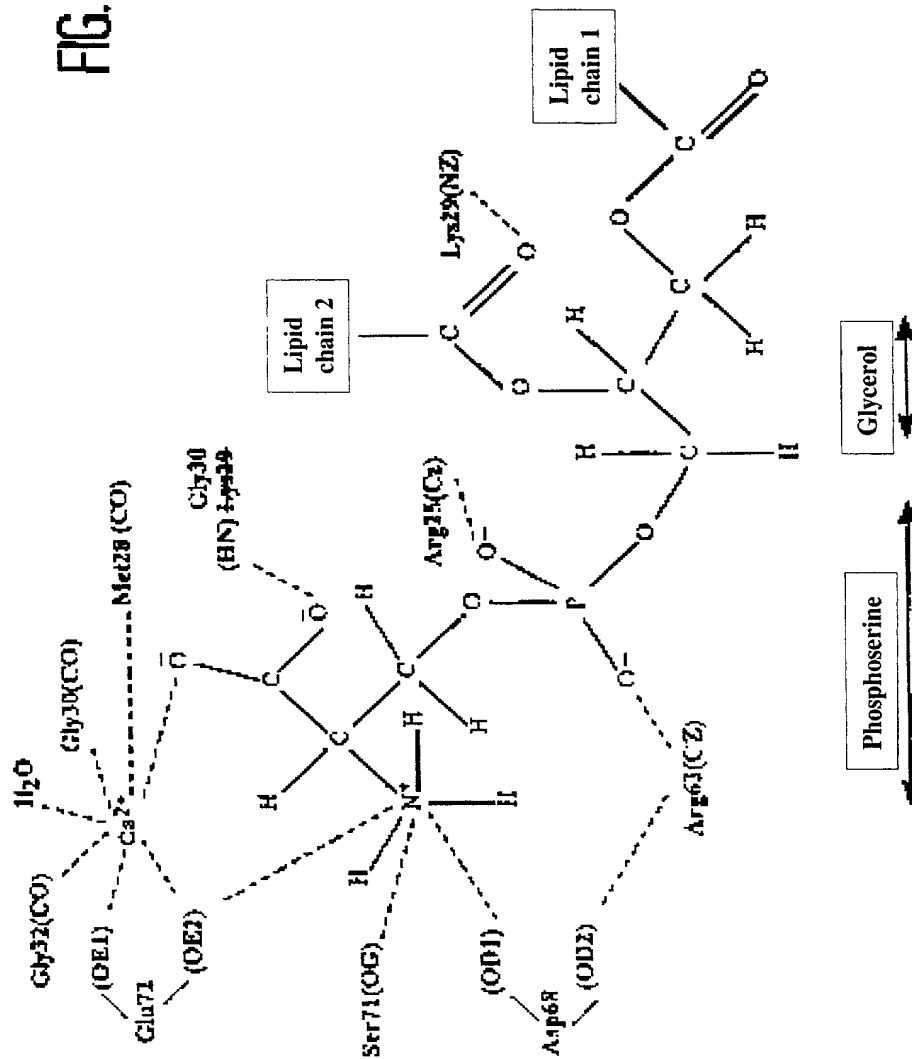 FIG.
H₂O
Gly32(CO)
Gly30(CO)
Ca²⁺
Met28 (CO)
(OE1)
Glu72
(OE2)
Gly30
(HN) Lys29
O̅
O̅
C
H
C
H
C
H
H
N⁺
H
H
Ser71(OG)
(OD1)
Asp68
(OD2)
Arg63(CZ)
Arg25(Cz)
O⁻
O
P
O⁻
O
Lipid
chain 2
Lys29(NZ)
C
O
O
H
C
H
C
H
C
H
H
O
Lipid
chain 1
C
O
Phosphoserine
Glycerol